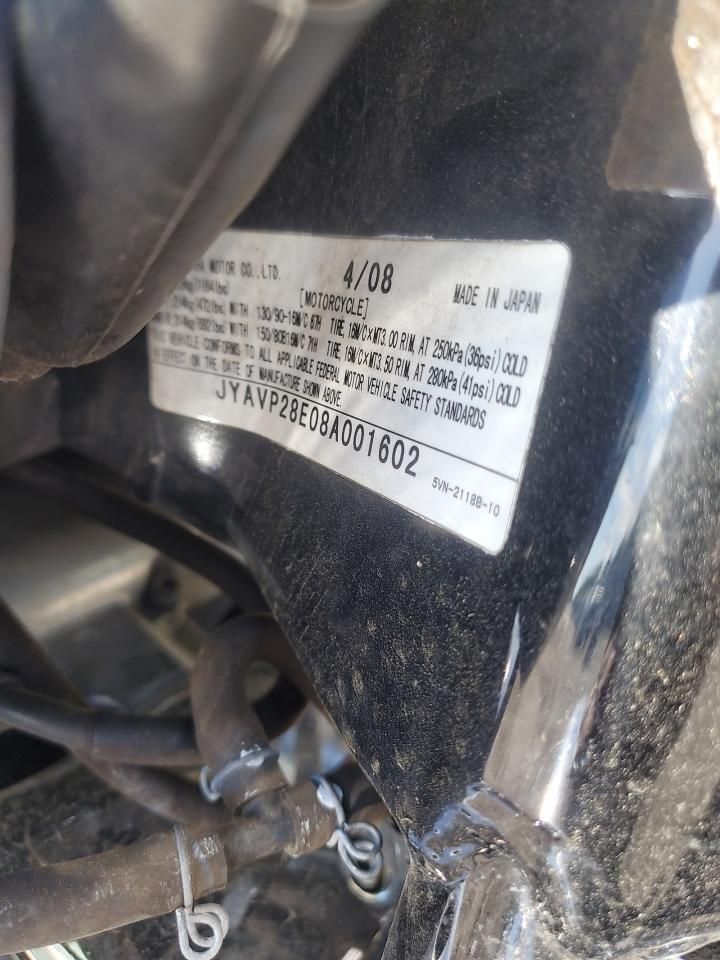 MOTOR CO., LTD. 4/08 MADE IN JAPAN
[MOTORCYCLE]
(472lbs) WITH 130/90-16M/C 67H TIRE, 16M/C×MT3.00 RIM, AT 250kPa(36psi) COLD
WITH 150/80B16M/C 71H TIRE, 16M/C×MT3.50 RIM, AT 280kPa(41psi) COLD
VEHICLE CONFORMS TO ALL APPLICABLE FEDERAL MOTOR VEHICLE SAFETY STANDARDS
EFFECT ON THE DATE OF MANUFACTURE SHOWN ABOVE.
JYAVP28E08A001602
5VN-2118B-10